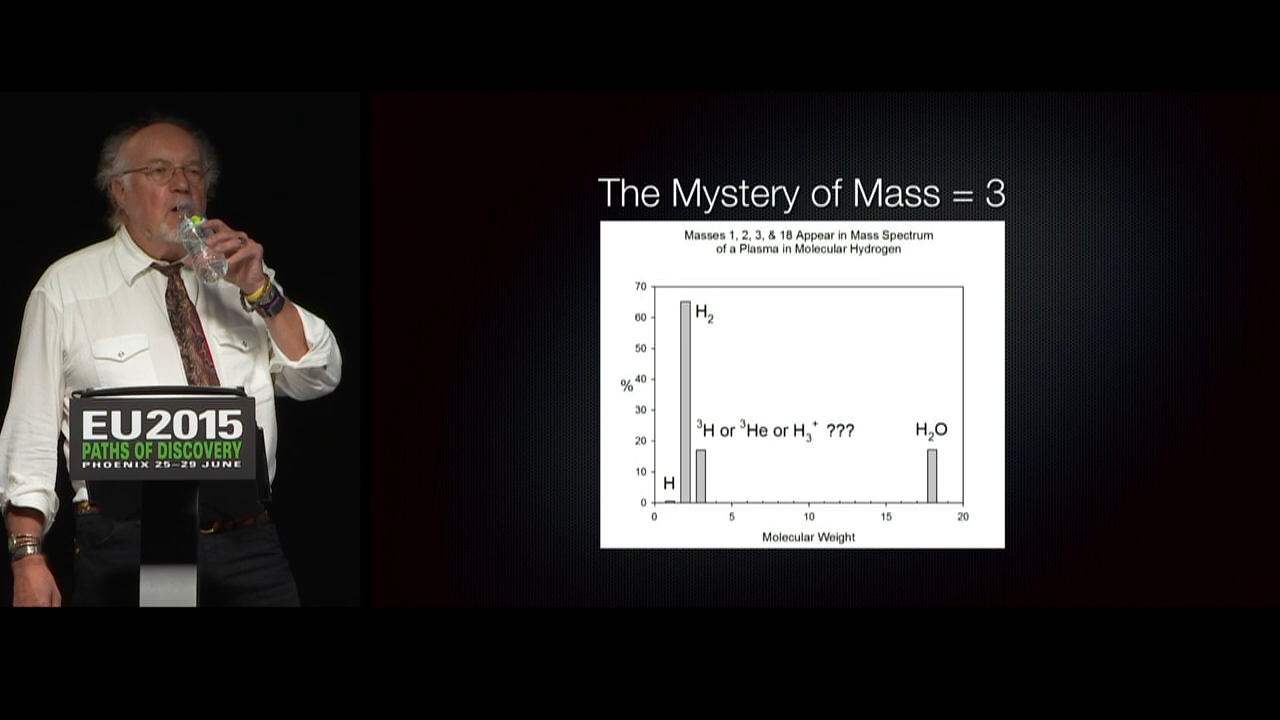 The Mystery of Mass = 3
Masses 1, 2, 3, & 18 Appear in Mass Spectrum
of a Plasma in Molecular Hydrogen
70
60
50
40
30
20
10
0
%
H₂
³H or ³He or H₃⁺ ???
H₂O
H
0 5 10 15 20
Molecular Weight
EU2015
PATHS OF DISCOVERY
PHOENIX 25–29 JUNE